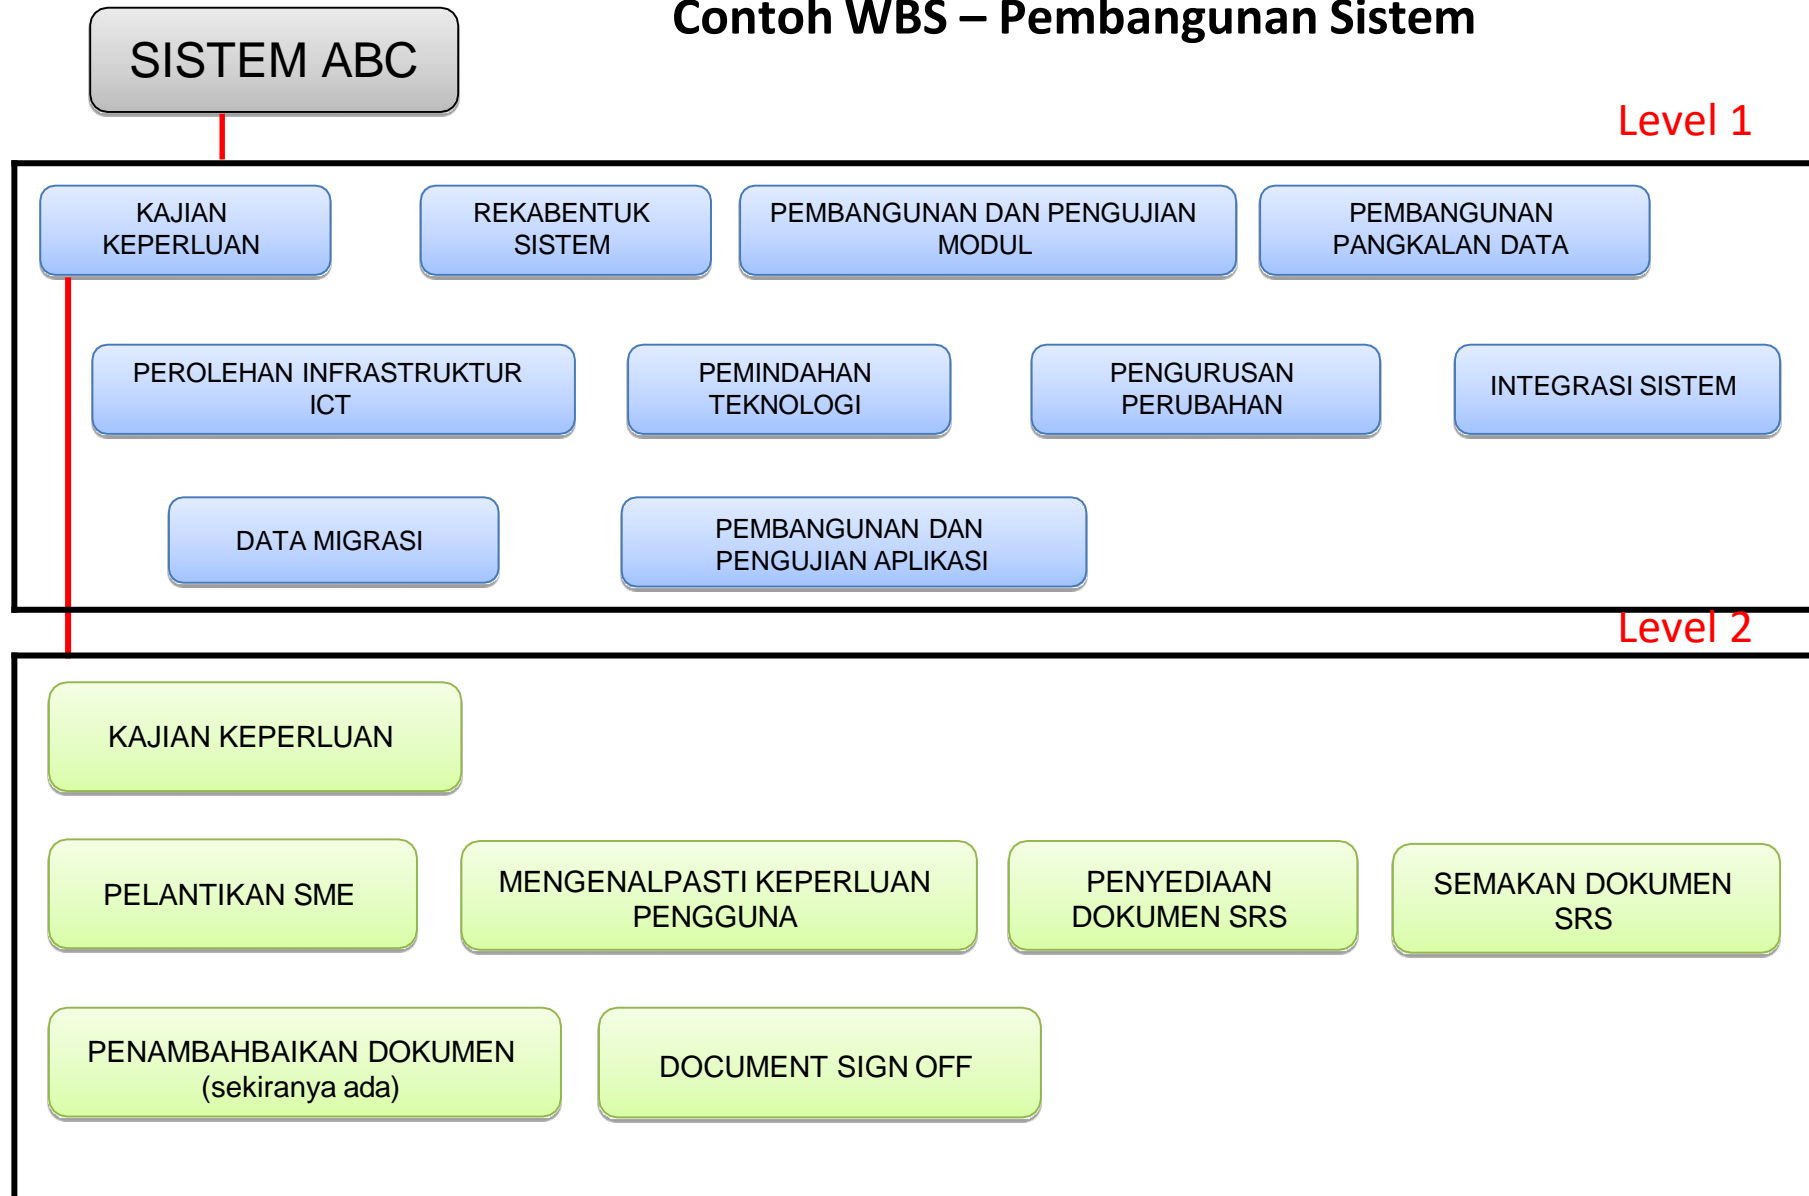 Contoh WBS – Pembangunan Sistem
SISTEM ABC
Level 1
KAJIAN
KEPERLUAN
REKABENTUK
SISTEM
PEMBANGUNAN DAN PENGUJIAN
MODUL
PEMBANGUNAN
PANGKALAN DATA
PEROLEHAN INFRASTRUKTUR
ICT
PEMINDAHAN
TEKNOLOGI
PENGURUSAN
PERUBAHAN
INTEGRASI SISTEM
DATA MIGRASI
PEMBANGUNAN DAN
PENGUJIAN APLIKASI
Level 2
KAJIAN KEPERLUAN
PELANTIKAN SME
MENGENALPASTI KEPERLUAN
PENGGUNA
PENYEDIAAN
DOKUMEN SRS
SEMAKAN DOKUMEN
SRS
PENAMBAHBAIKAN DOKUMEN
(sekiranya ada)
DOCUMENT SIGN OFF